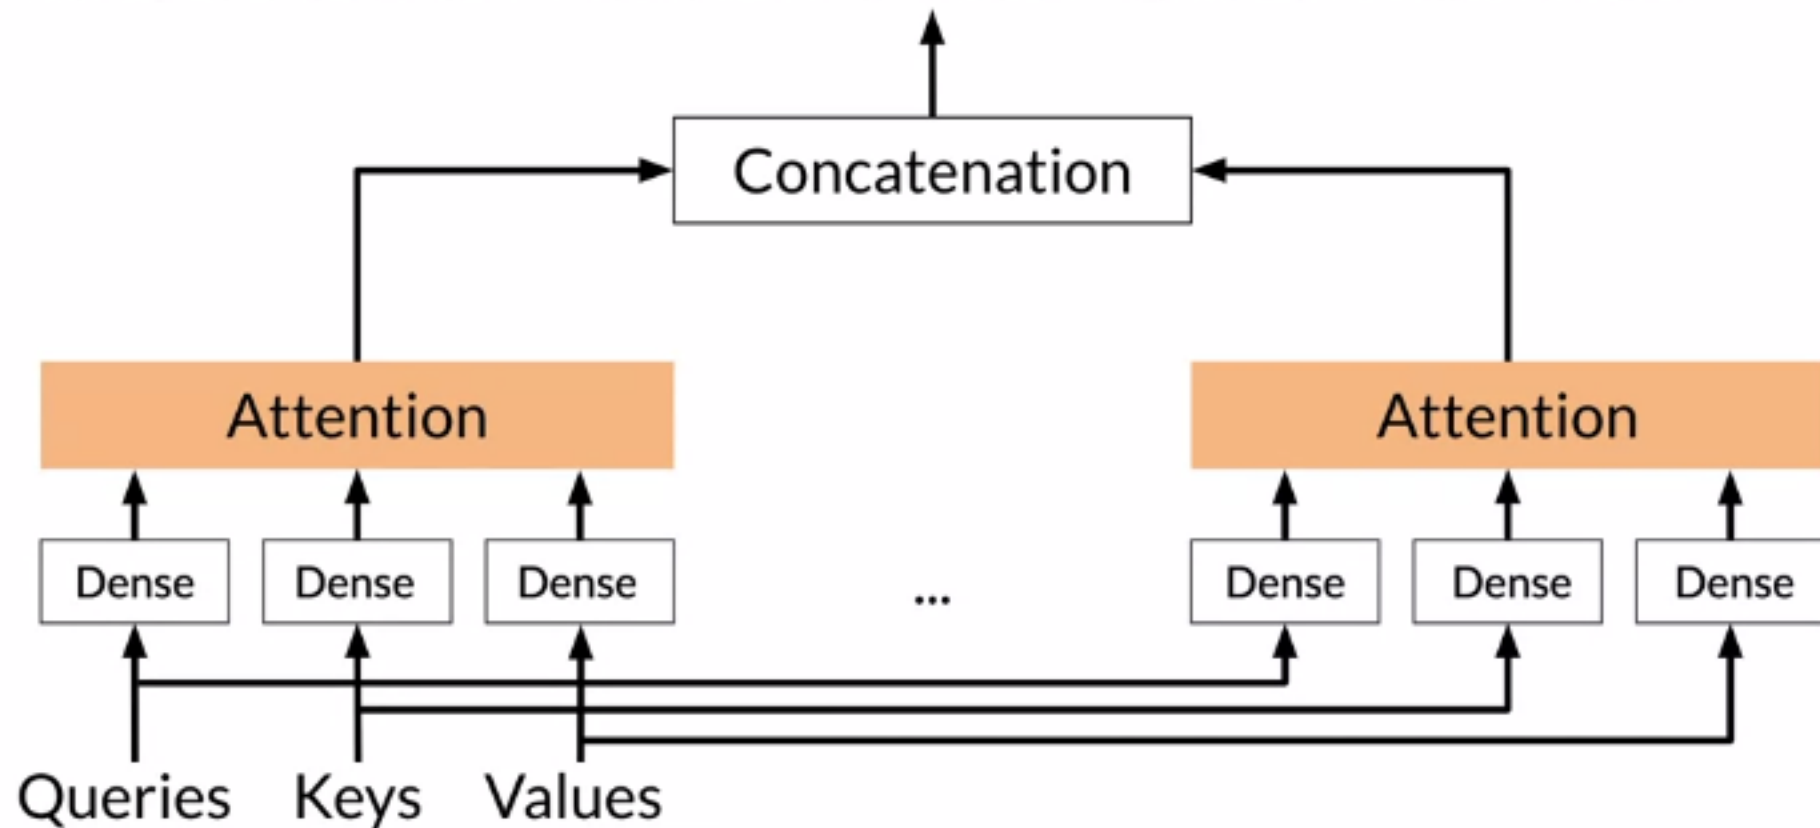 Concatenation
Attention Attention
Dense Dense Dense ... Dense Dense Dense
Queries Keys Values